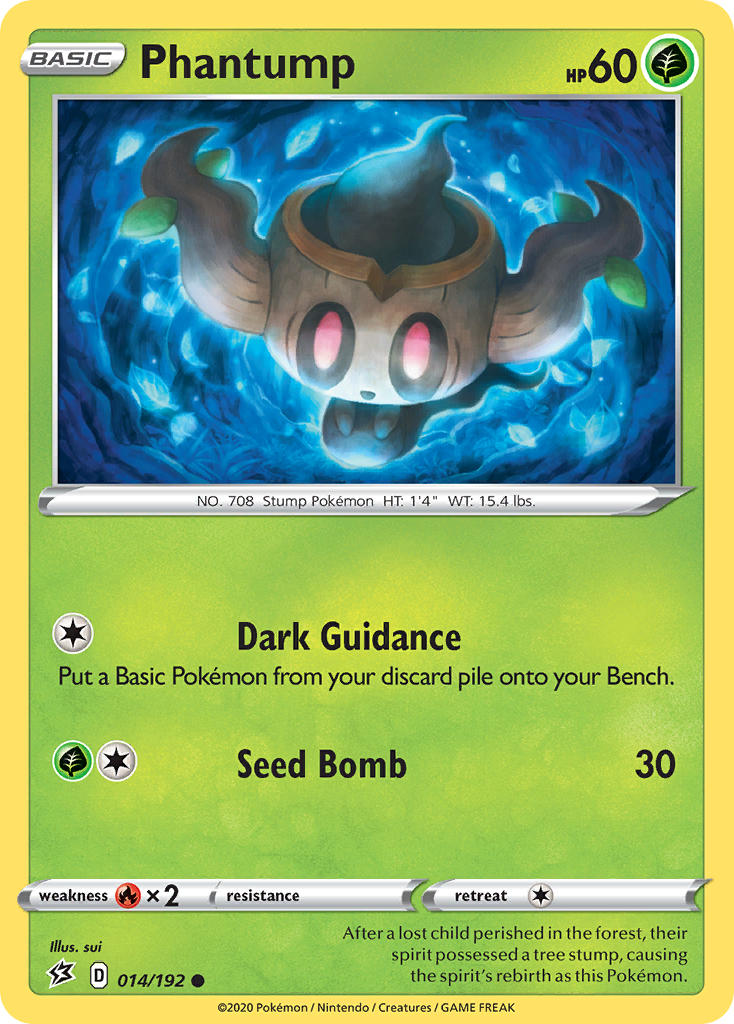 BASIC Phantump HP60
NO. 708 Stump Pokémon HT: 1'4" WT: 15.4 lbs.
Dark Guidance
Put a Basic Pokémon from your discard pile onto your Bench.
Seed Bomb 30
weakness ×2 resistance retreat
After a lost child perished in the forest, their
spirit possessed a tree stump, causing
the spirit's rebirth as this Pokémon.
Illus. sui
D 014/192
©2020 Pokémon / Nintendo / Creatures / GAME FREAK